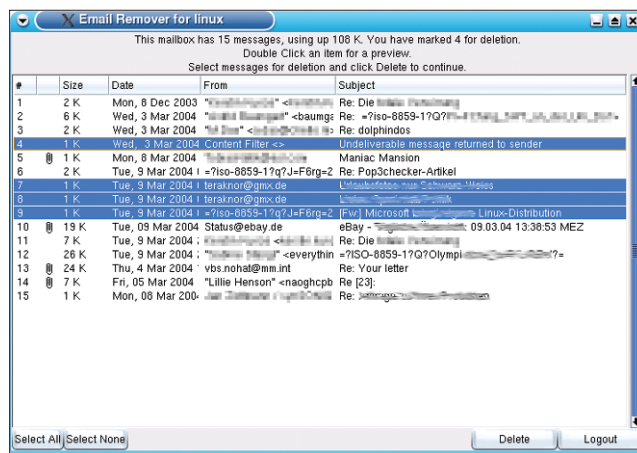 Email Remover for linux
This mailbox has 15 messages, using up 108 K. You have marked 4 for deletion.
Double Click an item for a preview.
Select messages for deletion and click Delete to continue.
# Size Date From Subject
1 2 K Mon, 8 Dec 2003 Re: Die
2 6 K Wed, 3 Mar 2004 <baumga Re: =?iso-8859-1?Q?
3 2 K Wed, 3 Mar 2004 Re: dolphindos
4 1 K Wed, 3 Mar 2004 Content Filter <> Undeliverable message returned to sender
5 1 K Mon, 8 Mar 2004 Maniac Mansion
6 2 K Tue, 9 Mar 2004 =?iso-8859-1?q?J=F6rg=2 Re: Pop3checker-Artikel
7 1 K Tue, 9 Mar 2004 teraknor@gmx.de
8 1 K Tue, 9 Mar 2004 teraknor@gmx.de
9 1 K Tue, 9 Mar 2004 =?iso-8859-1?q?J=F6rg=2 [Fw:] Microsoft Linux-Distribution
10 19 K Tue, 09 Mar 2004 Status@ebay.de eBay - 09.03.04 13:38:53 MEZ
11 7 K Tue, 9 Mar 2004 Re: Die
12 26 K Tue, 9 Mar 2004 <everythin =?ISO-8859-1?Q?Olympi ?=
13 24 K Thu, 4 Mar 2004 vbs.nohat@mm.int Re: Your letter
14 7 K Fri, 05 Mar 2004 "Lillie Henson" <naoghcpb Re [23]:
15 1 K Mon, 08 Mar 200 Re:
Select All Select None Delete Logout